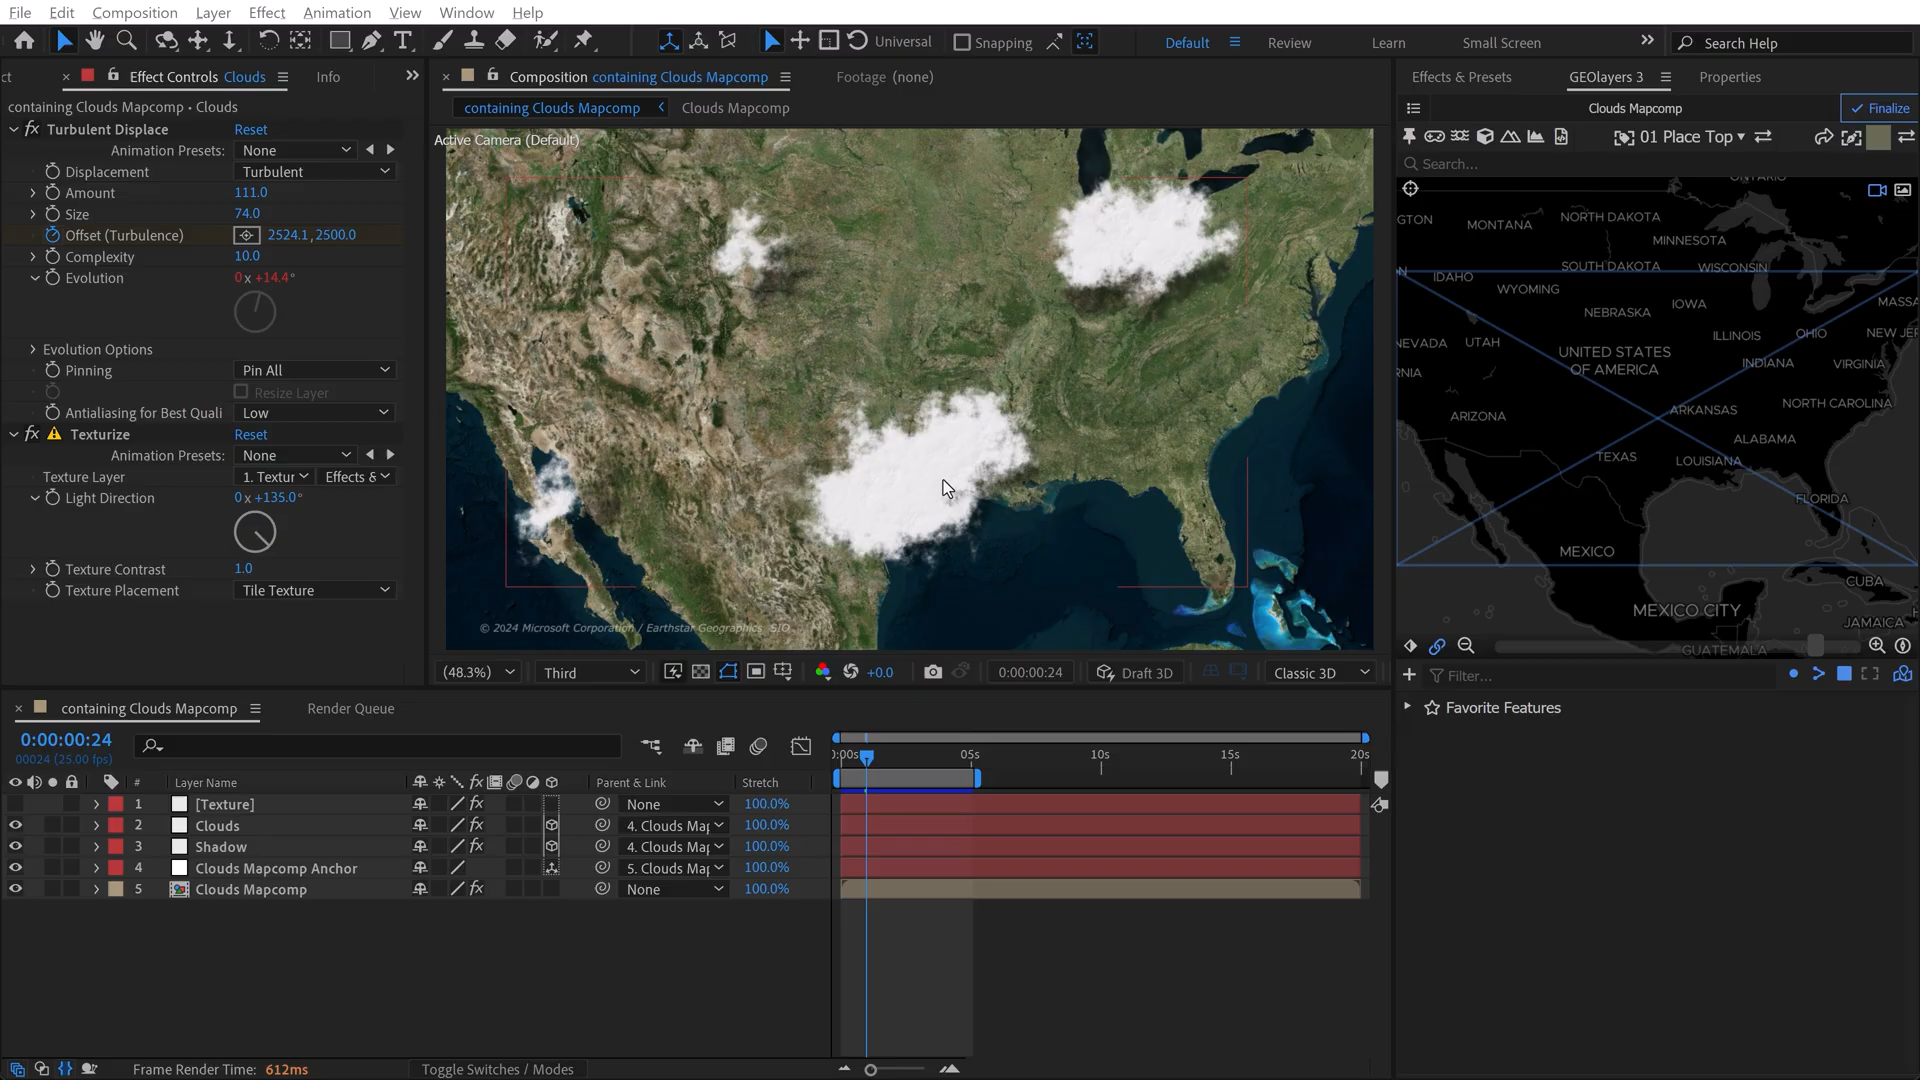 File Edit Composition Layer Effect Animation View Window Help
Universal Snapping Default Review Learn Small Screen Search Help
ct Effect Controls Clouds Info Composition containing Clouds Mapcomp Footage (none) Effects & Presets GEOlayers 3 Properties
containing Clouds Mapcomp • Clouds
containing Clouds Mapcomp Clouds Mapcomp
Clouds Mapcomp Finalize
01 Place Top
Search...
Turbulent Displace Reset
Animation Presets: None
Displacement Turbulent
Amount 111.0
Size 74.0
Offset (Turbulence) 2524.1,2500.0
Complexity 10.0
Evolution 0 x +14.4°
Evolution Options
Pinning Pin All
Resize Layer
Antialiasing for Best Quali Low
Texturize Reset
Animation Presets: None
Texture Layer 1. Textur Effects &
Light Direction 0 x +135.0°
Texture Contrast 1.0
Texture Placement Tile Texture
Active Camera (Default)
© 2024 Microsoft Corporation / Earthstar Geographics SIO
(48.3%) Third +0.0 0:00:00:24 Draft 3D Classic 3D
ONTARIO
GTON MONTANA NORTH DAKOTA
MINNESOTA
IDAHO SOUTH DAKOTA WISCONSIN
WYOMING
NEBRASKA IOWA MASSA
ILLINOIS OHIO NEW JER
NEVADA UTAH
UNITED STATES
OF AMERICA INDIANA VIRGINIA
RNIA
ARIZONA ARKANSAS NORTH CAROLINA
ALABAMA
TEXAS LOUISIANA
FLORIDA
MEXICO
CUBA
MEXICO CITY
JAMAICA
GUATEMALA
Filter...
Favorite Features
containing Clouds Mapcomp Render Queue
0:00:00:24
00024 (25.00 fps)
0:00s 05s 10s 15s 20s
# Layer Name Parent & Link Stretch
1 [Texture] None 100.0%
2 Clouds 4. Clouds Map 100.0%
3 Shadow 4. Clouds Map 100.0%
4 Clouds Mapcomp Anchor 5. Clouds Map 100.0%
5 Clouds Mapcomp None 100.0%
Frame Render Time: 612ms Toggle Switches / Modes